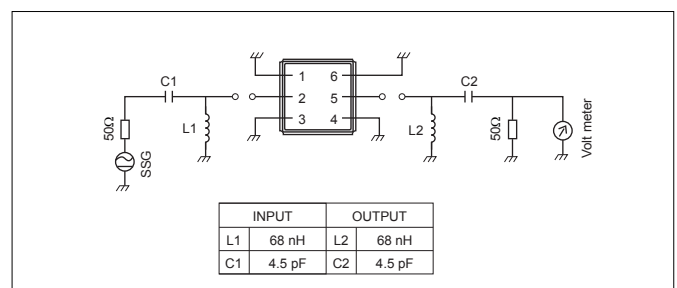 C1
C2
1 6
2 5
3 4
50Ω
SSG
L1
L2
50Ω
Volt meter
INPUT OUTPUT
L1 68 nH L2 68 nH
C1 4.5 pF C2 4.5 pF